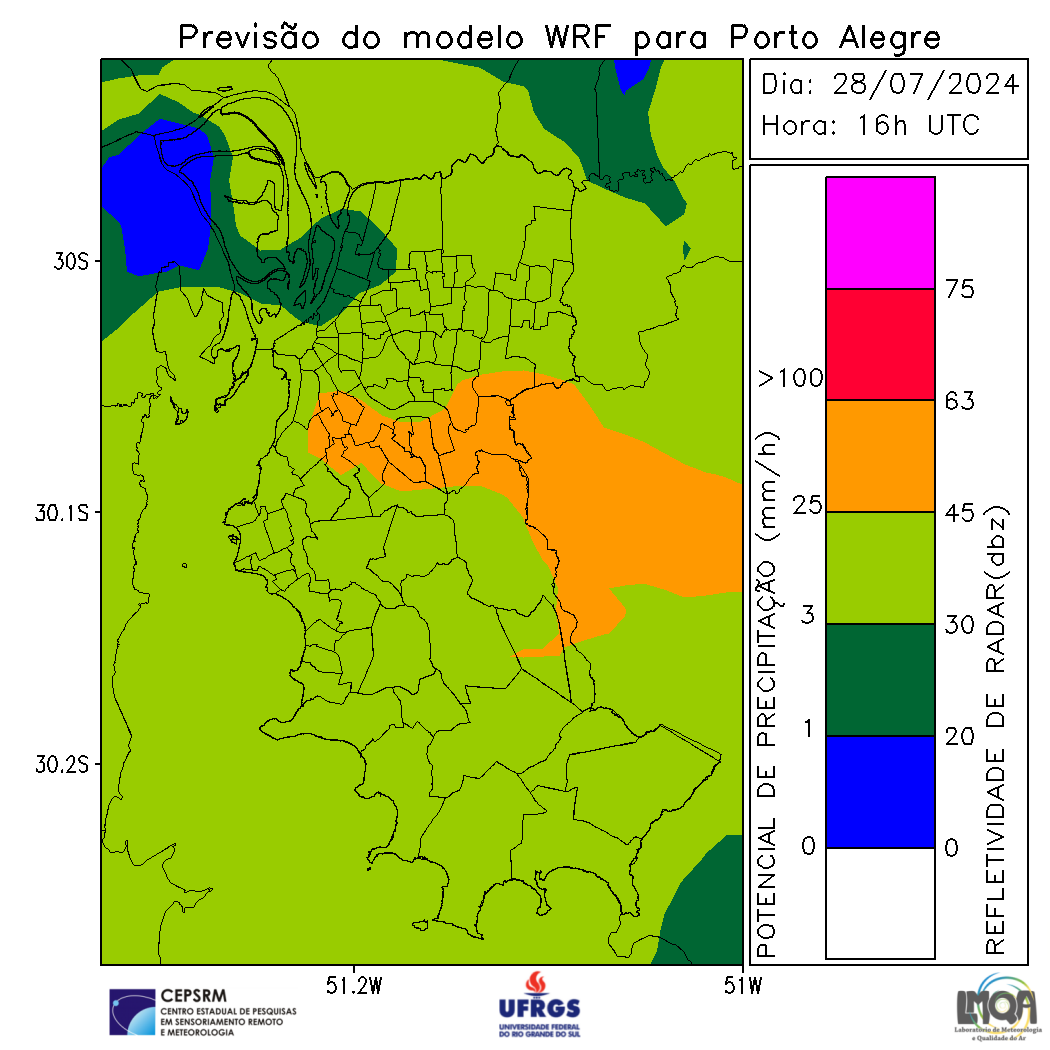 Previsão do modelo WRF para Porto Alegre
Dia: 28/07/2024
Hora: 16h UTC
30S
30.1S
30.2S
51.2W
51W
POTENCIAL DE PRECIPITAÇÃO (mm/h)
>100
25
3
1
0
75
63
45
30
20
0
REFLETIVIDADE DE RADAR(dbz)
CEPSRM
CENTRO ESTADUAL DE PESQUISAS
EM SENSORIAMENTO REMOTO
E METEOROLOGIA
UFRGS
UNIVERSIDADE FEDERAL
DO RIO GRANDE DO SUL
LMQA
Laboratório de Meteorologia
e Qualidade do Ar